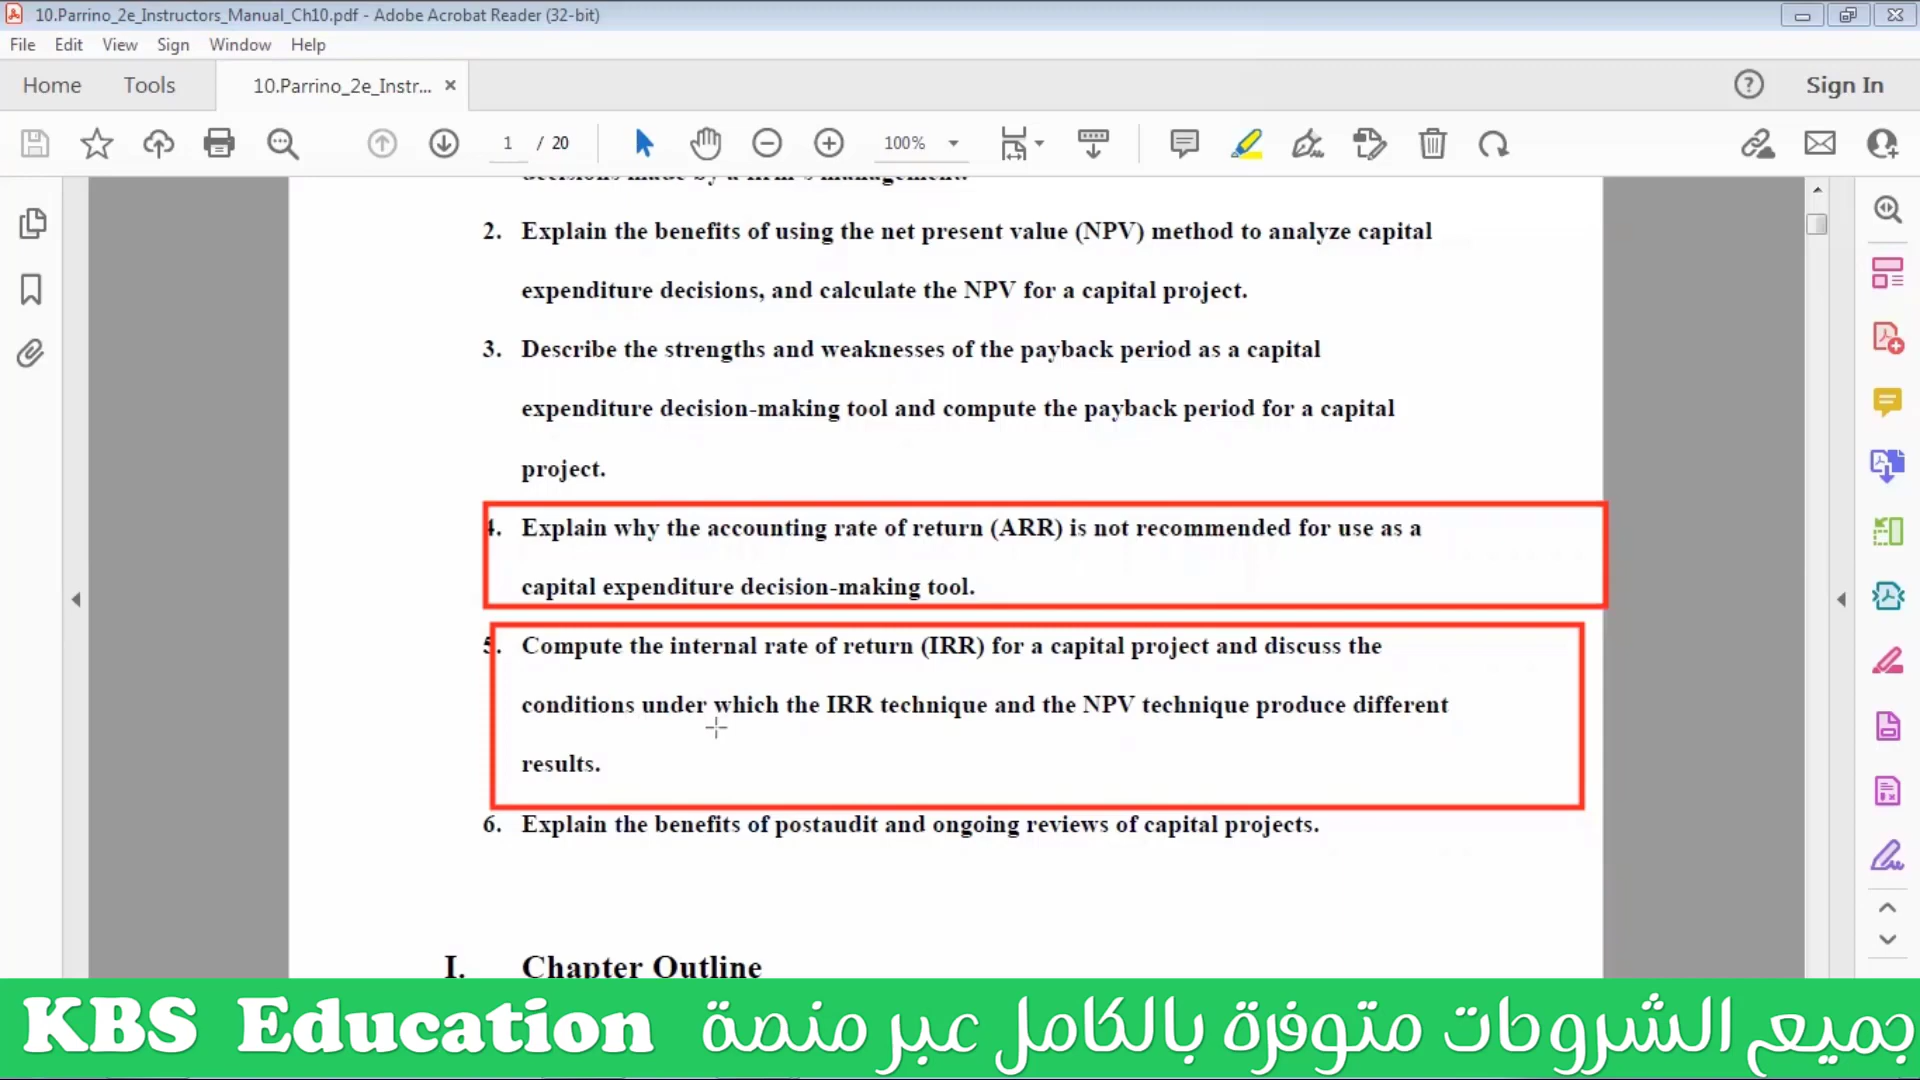 10.Parrino_2e_Instructors_Manual_Ch10.pdf - Adobe Acrobat Reader (32-bit)
File Edit View Sign Window Help
Home Tools 10.Parrino_2e_Instr... Sign In
1 / 20 100%
decisions made by a firm's management.
2. Explain the benefits of using the net present value (NPV) method to analyze capital
expenditure decisions, and calculate the NPV for a capital project.
3. Describe the strengths and weaknesses of the payback period as a capital
expenditure decision-making tool and compute the payback period for a capital
project.
4. Explain why the accounting rate of return (ARR) is not recommended for use as a
capital expenditure decision-making tool.
5. Compute the internal rate of return (IRR) for a capital project and discuss the
conditions under which the IRR technique and the NPV technique produce different
results.
6. Explain the benefits of postaudit and ongoing reviews of capital projects.
I. Chapter Outline
جميع الشروحات متوفرة بالكامل عبر منصة KBS Education